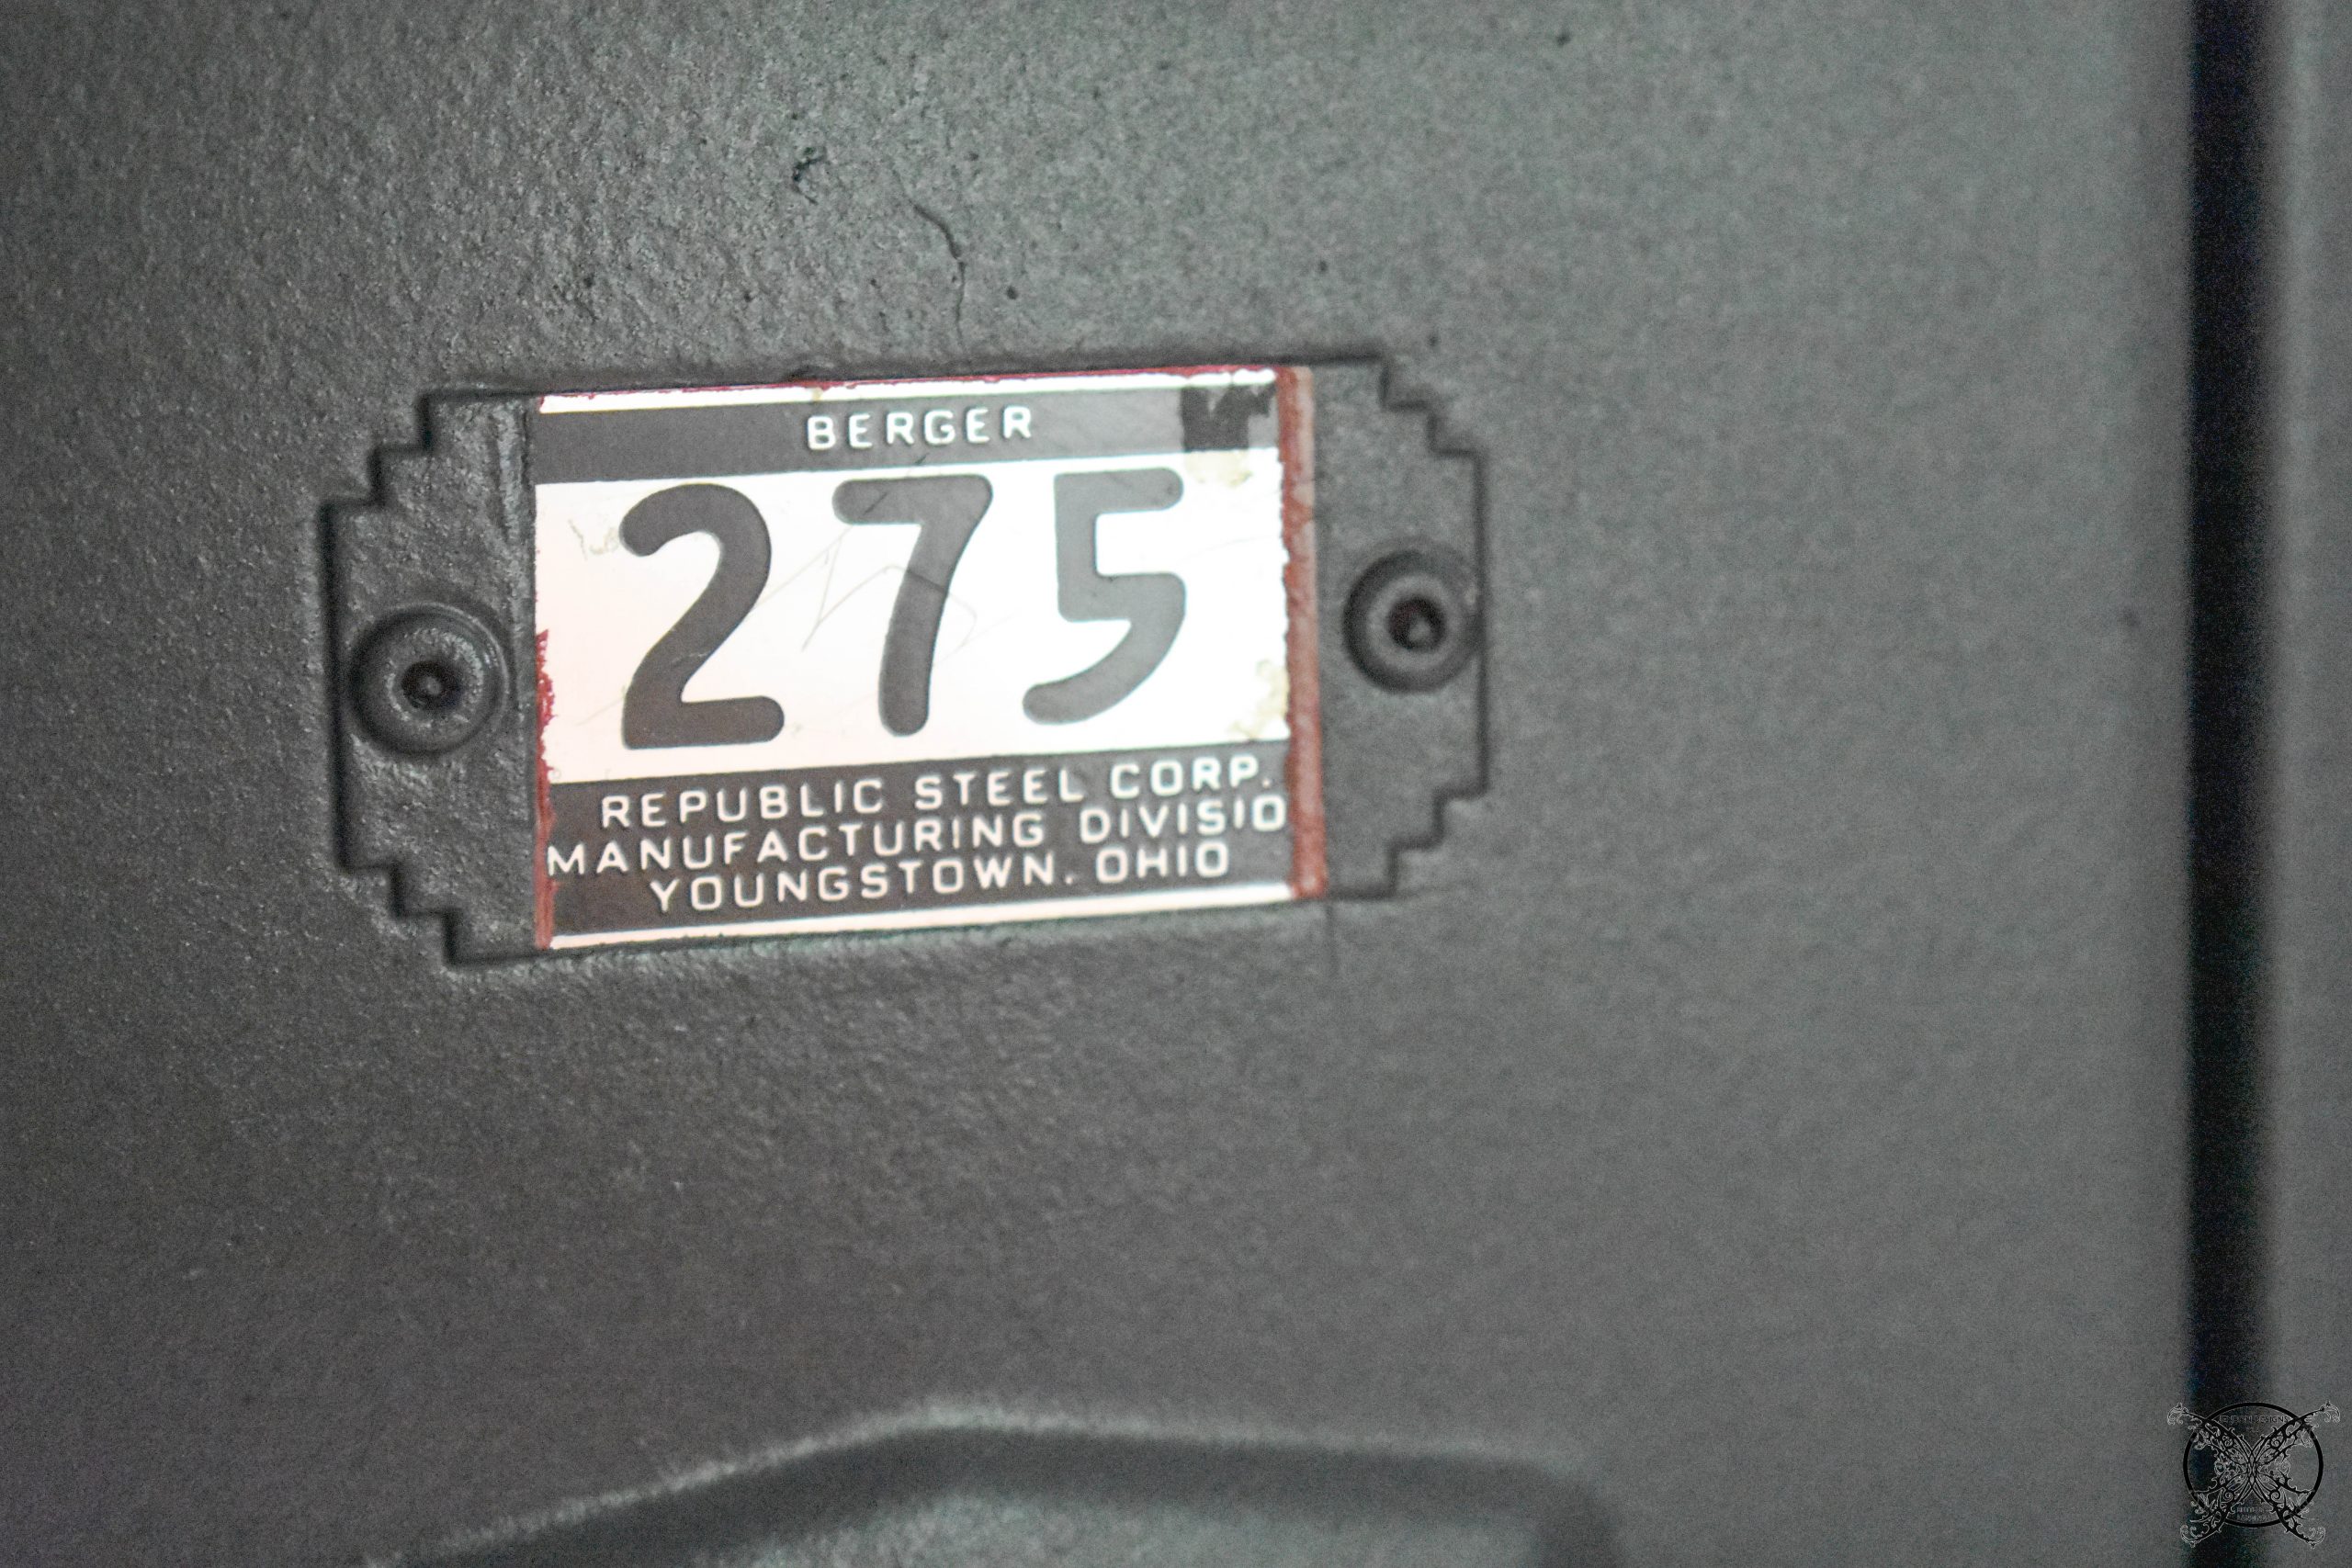 BERGER
275
REPUBLIC STEEL CORP.
MANUFACTURING DIVISIO
YOUNGSTOWN. OHIO